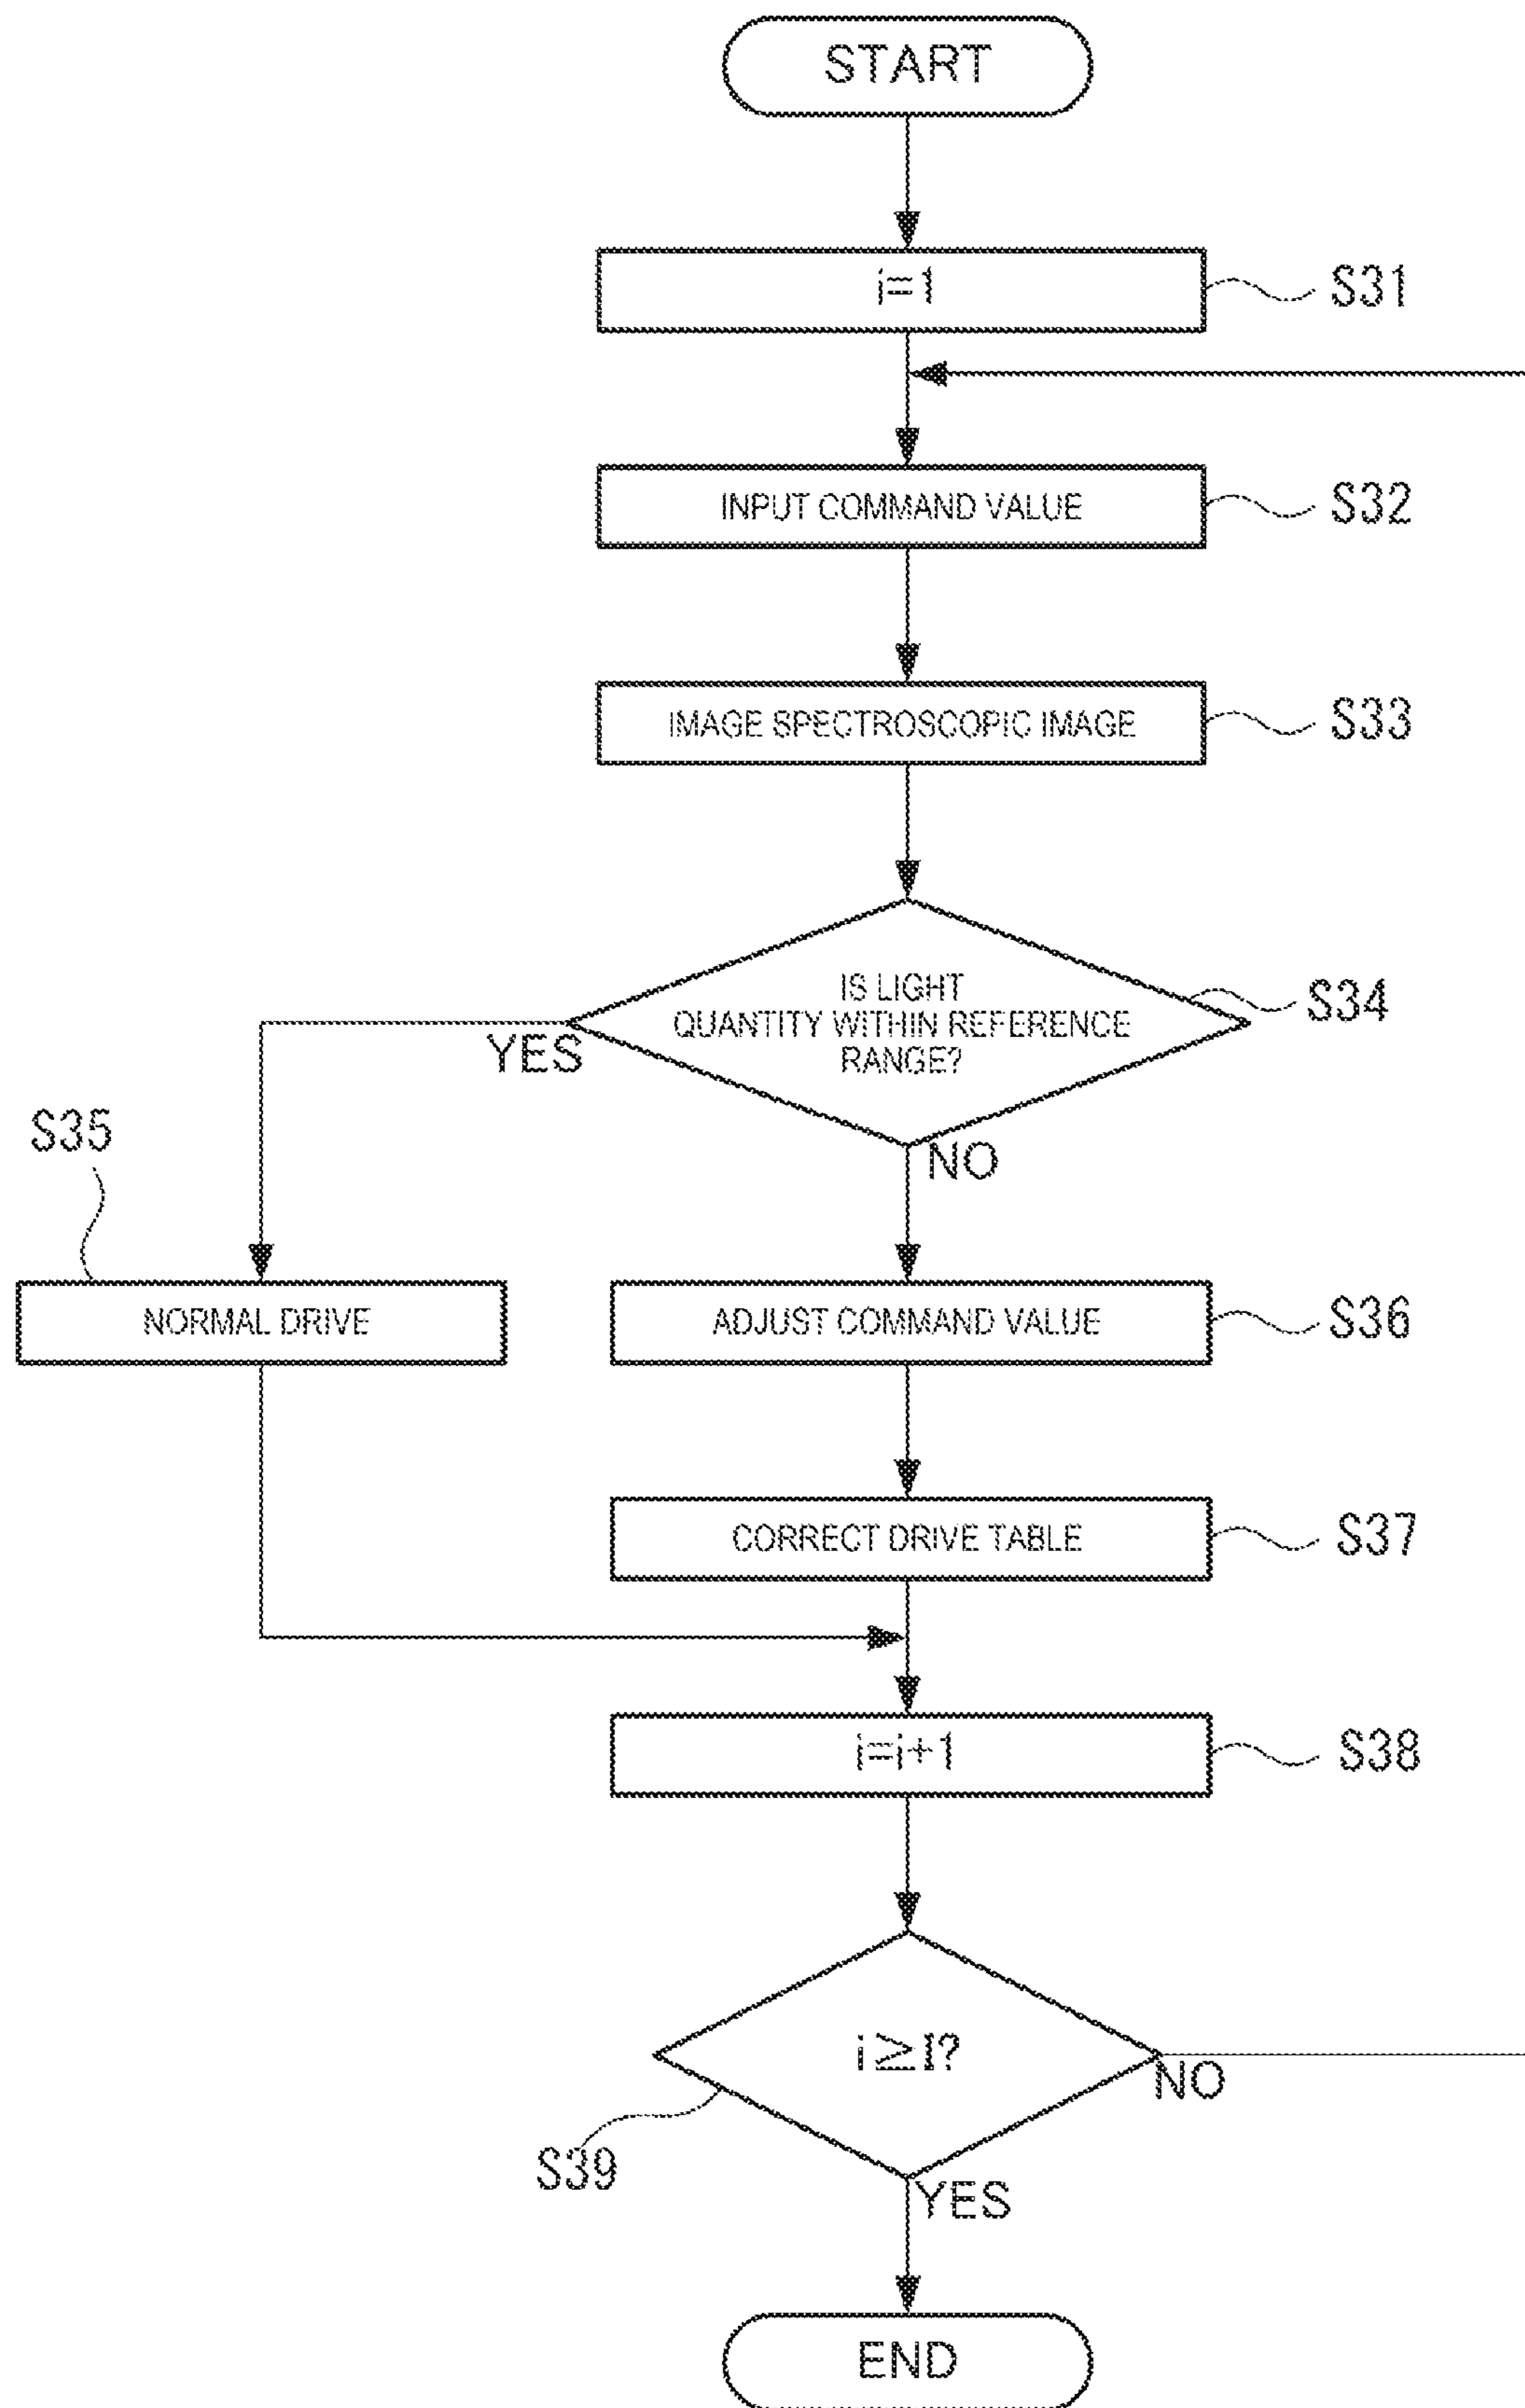 START
i=1
S31
INPUT COMMAND VALUE
S32
IMAGE SPECTROSCOPIC IMAGE
S33
IS LIGHT
QUANTITY WITHIN REFERENCE
RANGE?
S34
YES
NO
S35
NORMAL DRIVE
ADJUST COMMAND VALUE
S36
CORRECT DRIVE TABLE
S37
i=i+1
S38
i≧I?
NO
S39
YES
END